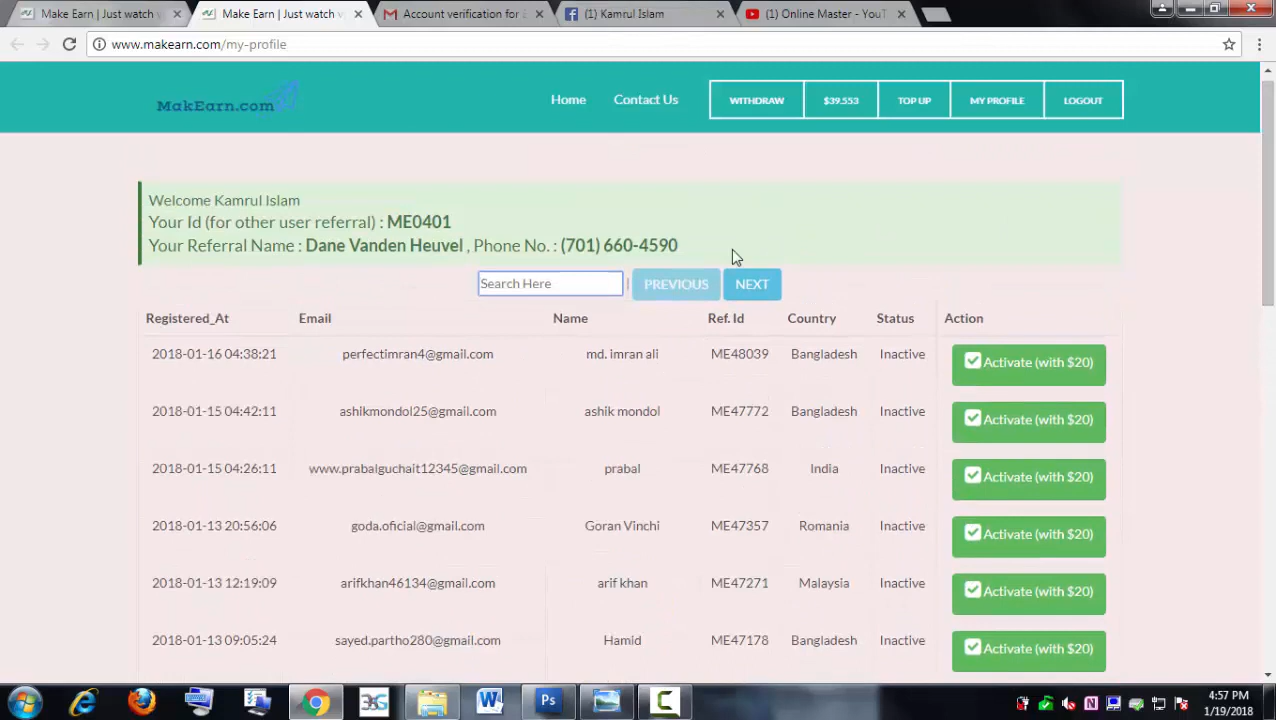 Make Earn | Just watch v
Make Earn | Just watch v
Account verification for
(1) Kamrul Islam
(1) Online Master - YouT
www.makearn.com/my-profile
MakEarn.com
Home
Contact Us
WITHDRAW
$39.553
TOP UP
MY PROFILE
LOGOUT
Welcome Kamrul Islam
Your Id (for other user referral) : ME0401
Your Referral Name : Dane Vanden Heuvel , Phone No. : (701) 660-4590
Search Here | PREVIOUS NEXT
Registered_At Email Name Ref. Id Country Status Action
2018-01-16 04:38:21 perfectimran4@gmail.com md. imran ali ME48039 Bangladesh Inactive Activate (with $20)
2018-01-15 04:42:11 ashikmondol25@gmail.com ashik mondol ME47772 Bangladesh Inactive Activate (with $20)
2018-01-15 04:26:11 www.prabalguchait12345@gmail.com prabal ME47768 India Inactive Activate (with $20)
2018-01-13 20:56:06 goda.oficial@gmail.com Goran Vinchi ME47357 Romania Inactive Activate (with $20)
2018-01-13 12:19:09 arifkhan46134@gmail.com arif khan ME47271 Malaysia Inactive Activate (with $20)
2018-01-13 09:05:24 sayed.partho280@gmail.com Hamid ME47178 Bangladesh Inactive Activate (with $20)
4:57 PM
1/19/2018